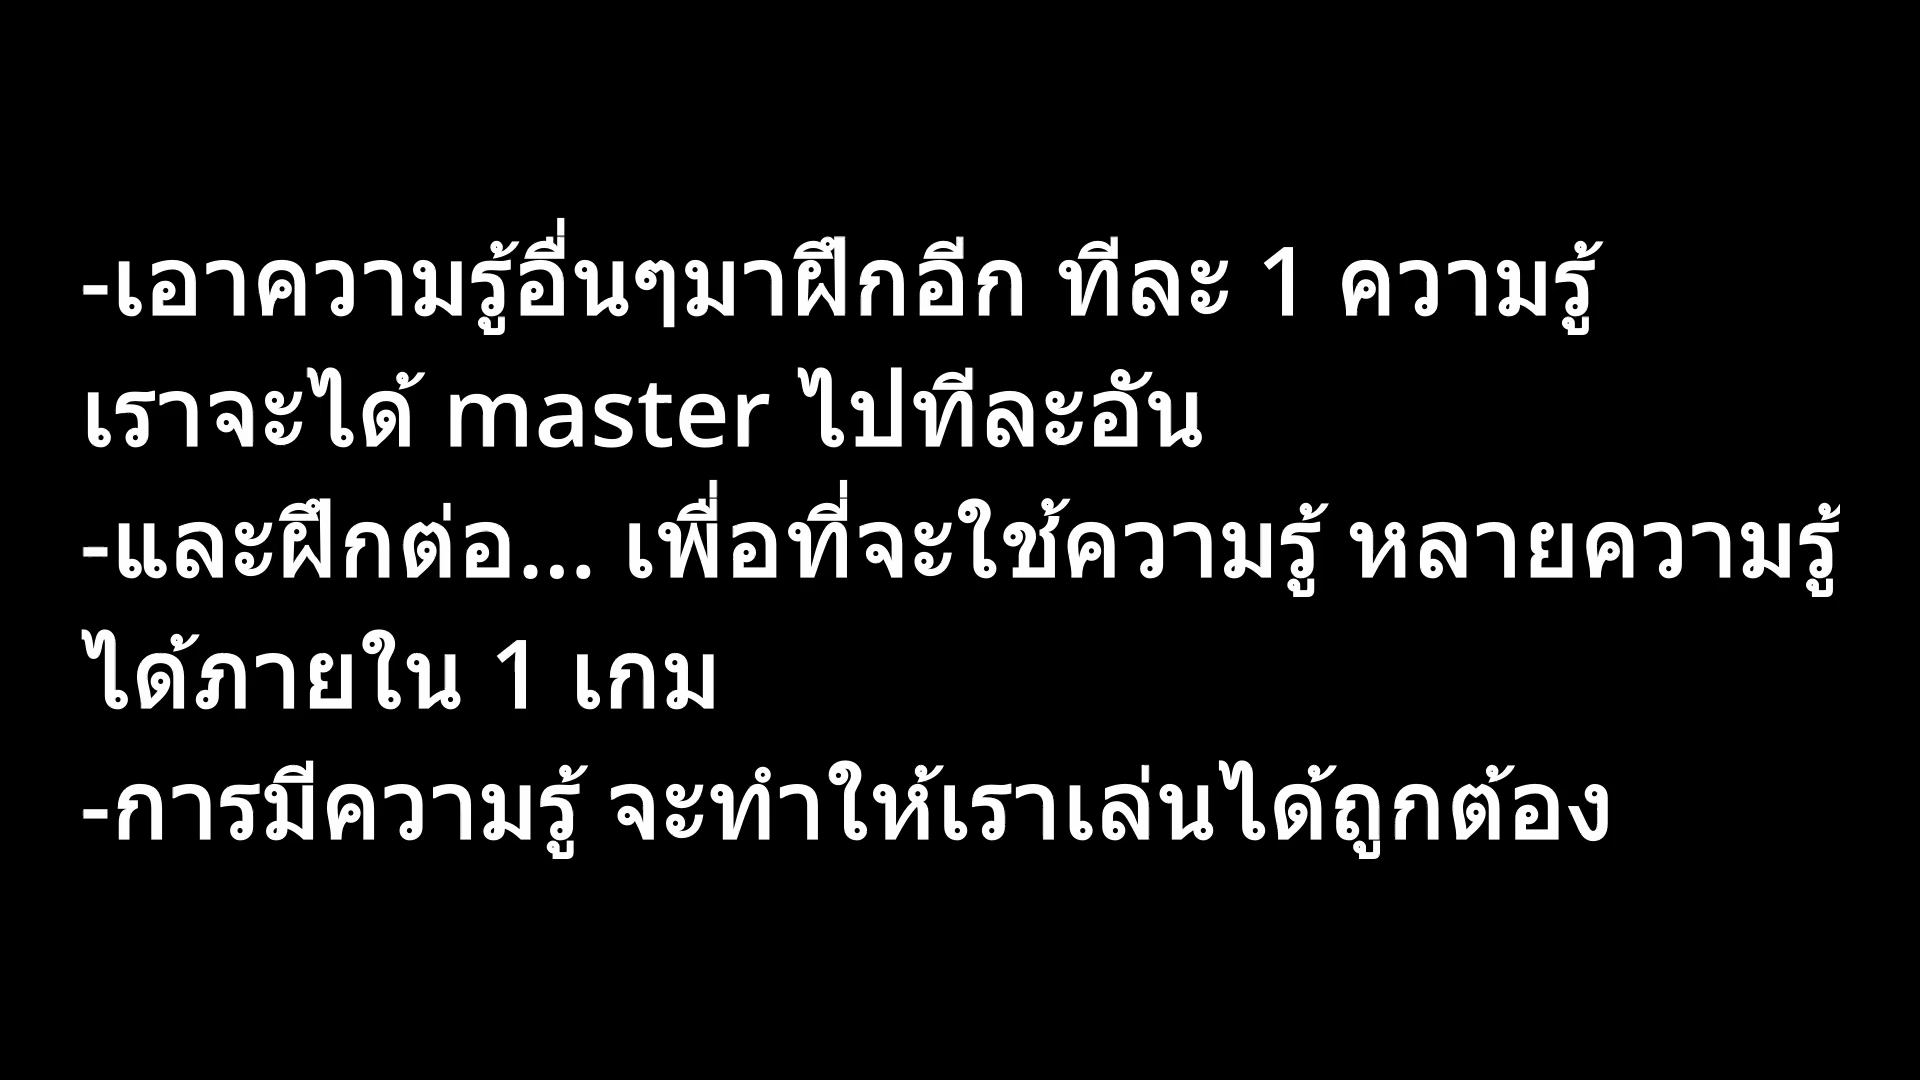 -เอาความรู้อื่นๆมาฝึกอีก ทีละ 1 ความรู้
เราจะได้ master ไปทีละอัน
-และฝึกต่อ... เพื่อที่จะใช้ความรู้ หลายความรู้
ได้ภายใน 1 เกม
-การมีความรู้ จะทำให้เราเล่นได้ถูกต้อง